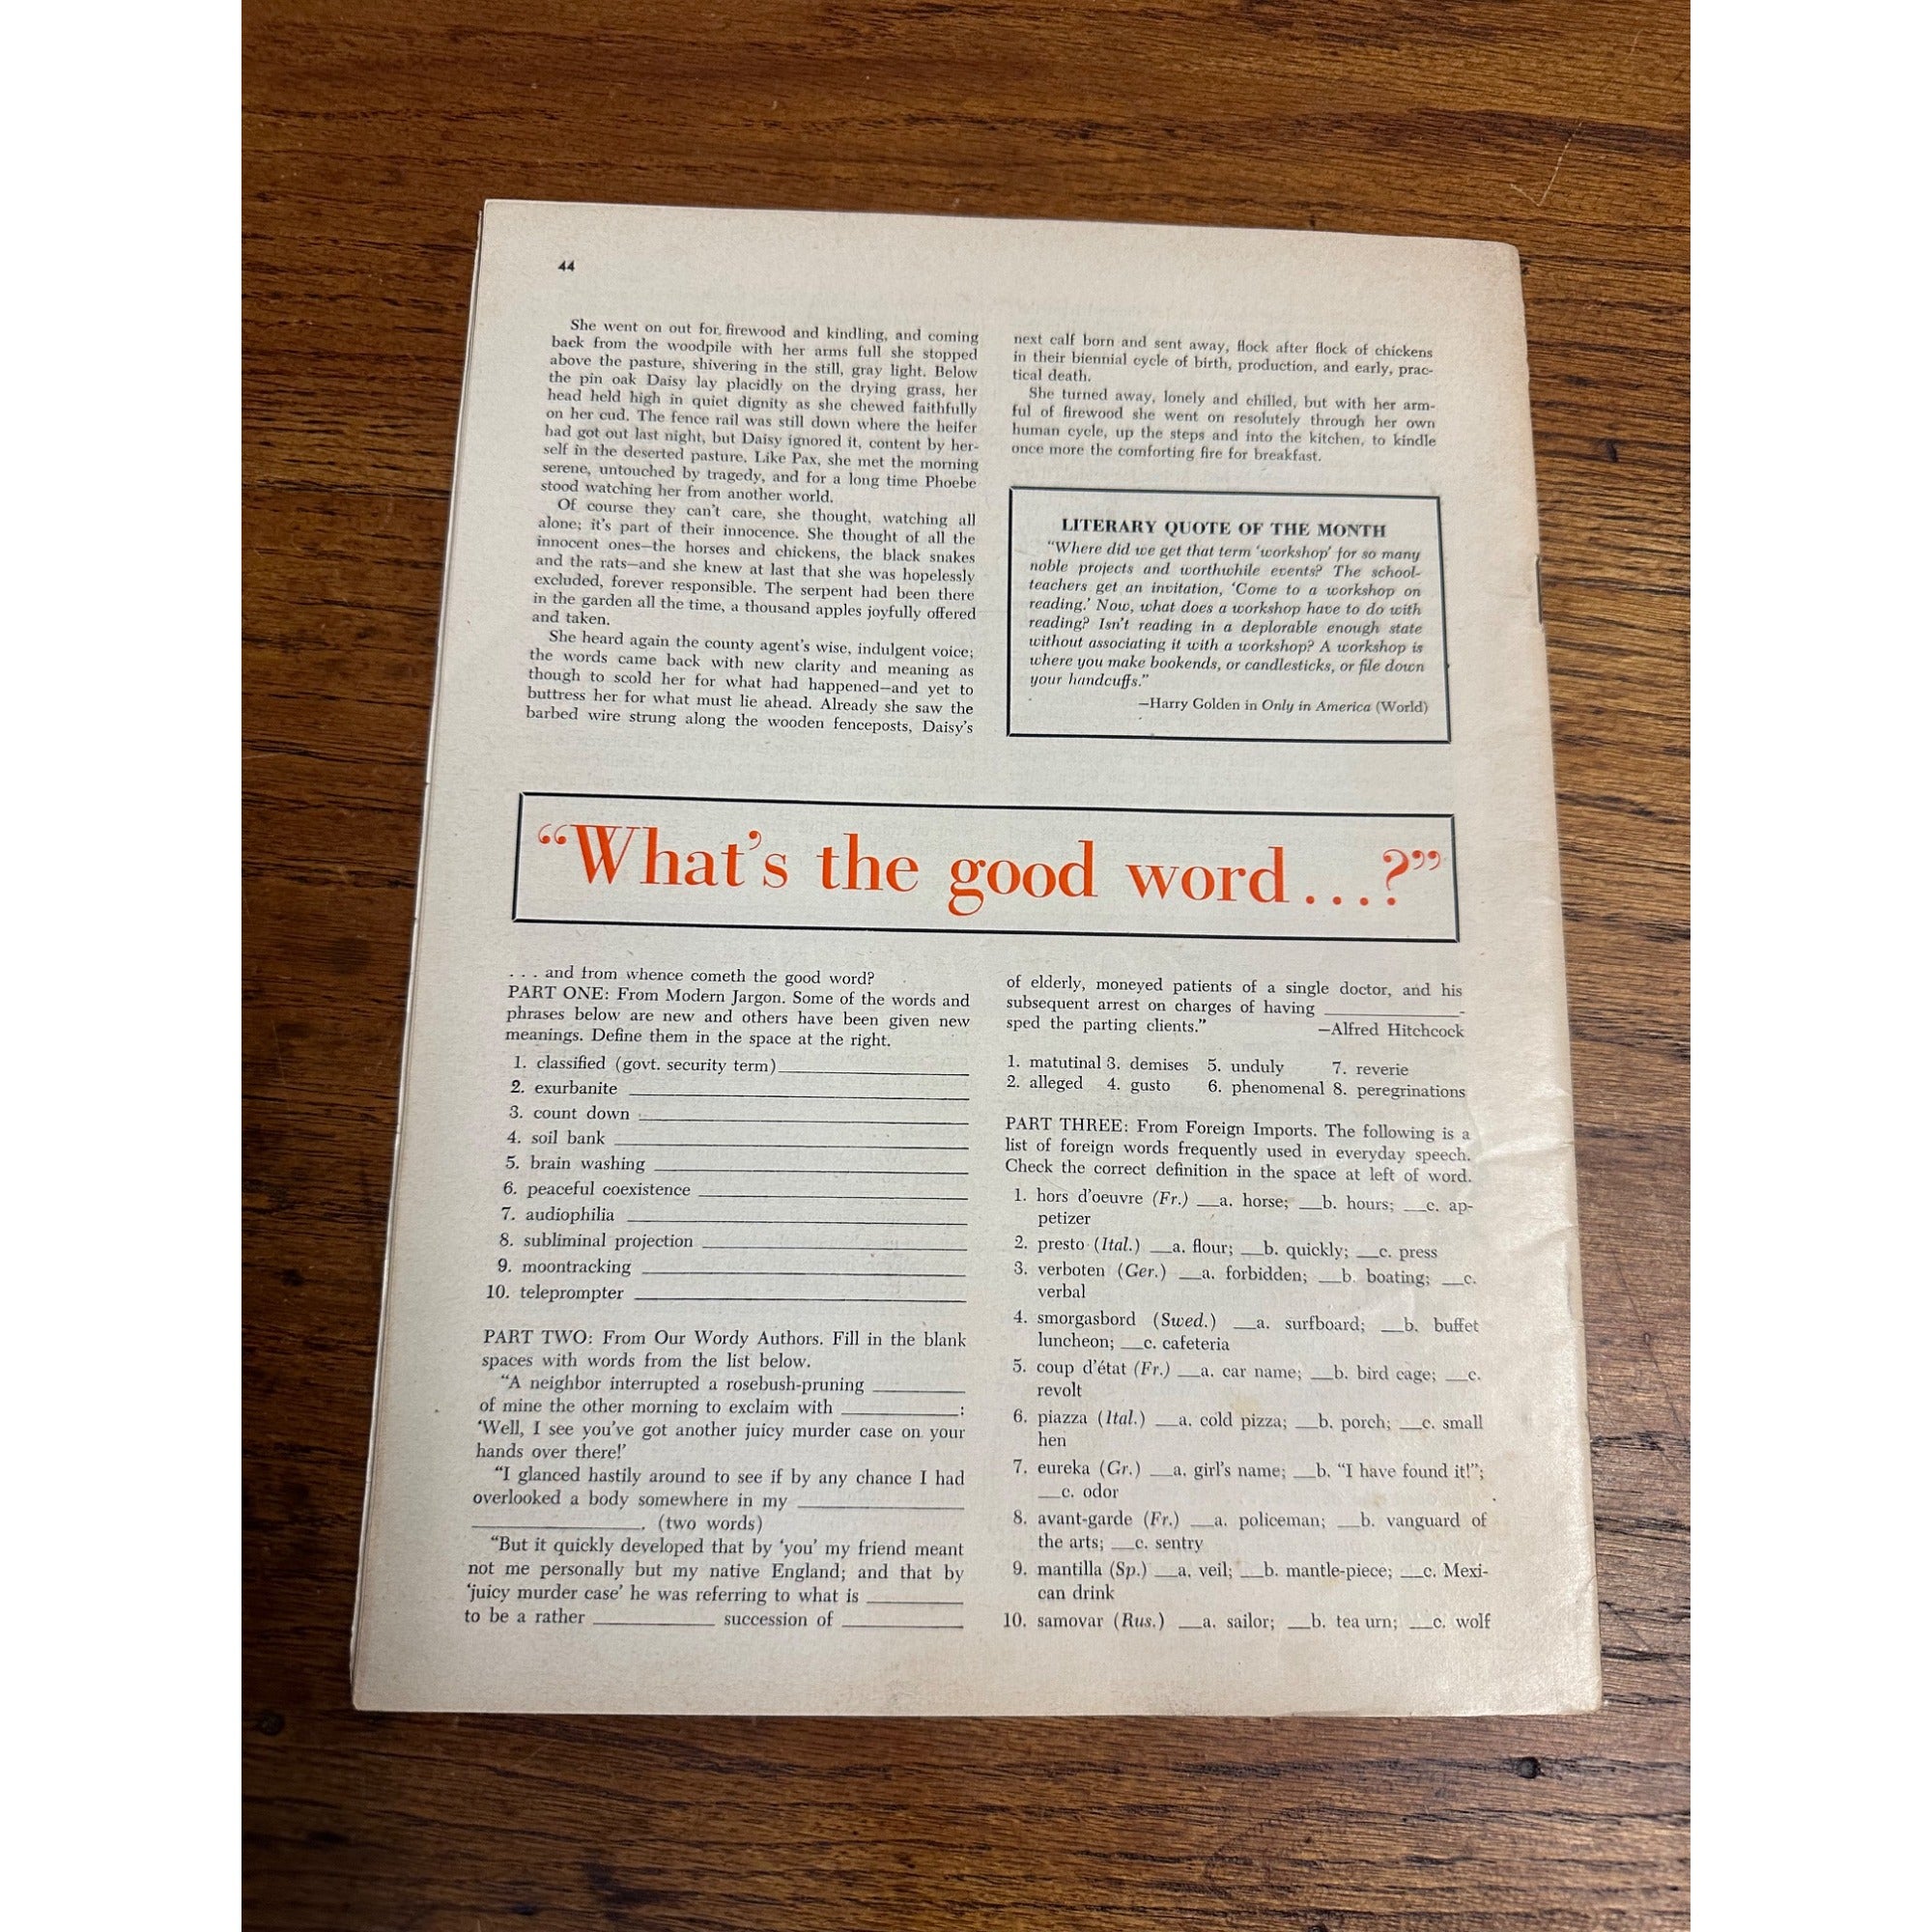 44
She went on out for firewood and kindling, and coming
back from the woodpile with her arms full she stopped
above the pasture, shivering in the still, gray light. Below
the pin oak Daisy lay placidly on the drying grass, her
head held high in quiet dignity as she chewed faithfully
on her cud. The fence rail was still down where the heifer
had got out last night, but Daisy ignored it, content by her-
self in the deserted pasture. Like Pax, she met the morning
serene, untouched by tragedy, and for a long time Phoebe
stood watching her from another world.
Of course they can't care, she thought, watching all
alone; it's part of their innocence. She thought of all the
innocent ones—the horses and chickens, the black snakes
and the rats—and she knew at last that she was hopelessly
excluded, forever responsible. The serpent had been there
in the garden all the time, a thousand apples joyfully offered
and taken.
She heard again the county agent's wise, indulgent voice;
the words came back with new clarity and meaning as
though to scold her for what had happened—and yet to
buttress her for what must lie ahead. Already she saw the
barbed wire strung along the wooden fenceposts, Daisy's
next calf born and sent away, flock after flock of chickens
in their biennial cycle of birth, production, and early, prac-
tical death.
She turned away, lonely and chilled, but with her arm-
ful of firewood she went on resolutely through her own
human cycle, up the steps and into the kitchen, to kindle
once more the comforting fire for breakfast.
LITERARY QUOTE OF THE MONTH
"Where did we get that term 'workshop' for so many
noble projects and worthwhile events? The school-
teachers get an invitation, 'Come to a workshop on
reading.' Now, what does a workshop have to do with
reading? Isn't reading in a deplorable enough state
without associating it with a workshop? A workshop is
where you make bookends, or candlesticks, or file down
your handcuffs."
—Harry Golden in Only in America (World)
"What's the good word...?"
. . . and from whence cometh the good word?
PART ONE: From Modern Jargon. Some of the words and
phrases below are new and others have been given new
meanings. Define them in the space at the right.
1. classified (govt. security term)
2. exurbanite
3. count down
4. soil bank
5. brain washing
6. peaceful coexistence
7. audiophilia
8. subliminal projection
9. moontracking
10. teleprompter
PART TWO: From Our Wordy Authors. Fill in the blank
spaces with words from the list below.
"A neighbor interrupted a rosebush-pruning ________
of mine the other morning to exclaim with ________:
'Well, I see you've got another juicy murder case on your
hands over there!'
"I glanced hastily around to see if by any chance I had
overlooked a body somewhere in my ________
________. (two words)
"But it quickly developed that by 'you' my friend meant
not me personally but my native England; and that by
'juicy murder case' he was referring to what is ________
to be a rather ________ succession of ________
of elderly, moneyed patients of a single doctor, and his
subsequent arrest on charges of having ________-
sped the parting clients."  —Alfred Hitchcock
1. matutinal 3. demises 5. unduly 7. reverie
2. alleged 4. gusto 6. phenomenal 8. peregrinations
PART THREE: From Foreign Imports. The following is a
list of foreign words frequently used in everyday speech.
Check the correct definition in the space at left of word.
1. hors d'oeuvre (Fr.) __a. horse; __b. hours; __c. ap-
petizer
2. presto (Ital.) __a. flour; __b. quickly; __c. press
3. verboten (Ger.) __a. forbidden; __b. boating; __c.
verbal
4. smorgasbord (Swed.) __a. surfboard; __b. buffet
luncheon; __c. cafeteria
5. coup d'état (Fr.) __a. car name; __b. bird cage; __c.
revolt
6. piazza (Ital.) __a. cold pizza; __b. porch; __c. small
hen
7. eureka (Gr.) __a. girl's name; __b. "I have found it!";
__c. odor
8. avant-garde (Fr.) __a. policeman; __b. vanguard of
the arts; __c. sentry
9. mantilla (Sp.) __a. veil; __b. mantle-piece; __c. Mexi-
can drink
10. samovar (Rus.) __a. sailor; __b. tea urn; __c. wolf